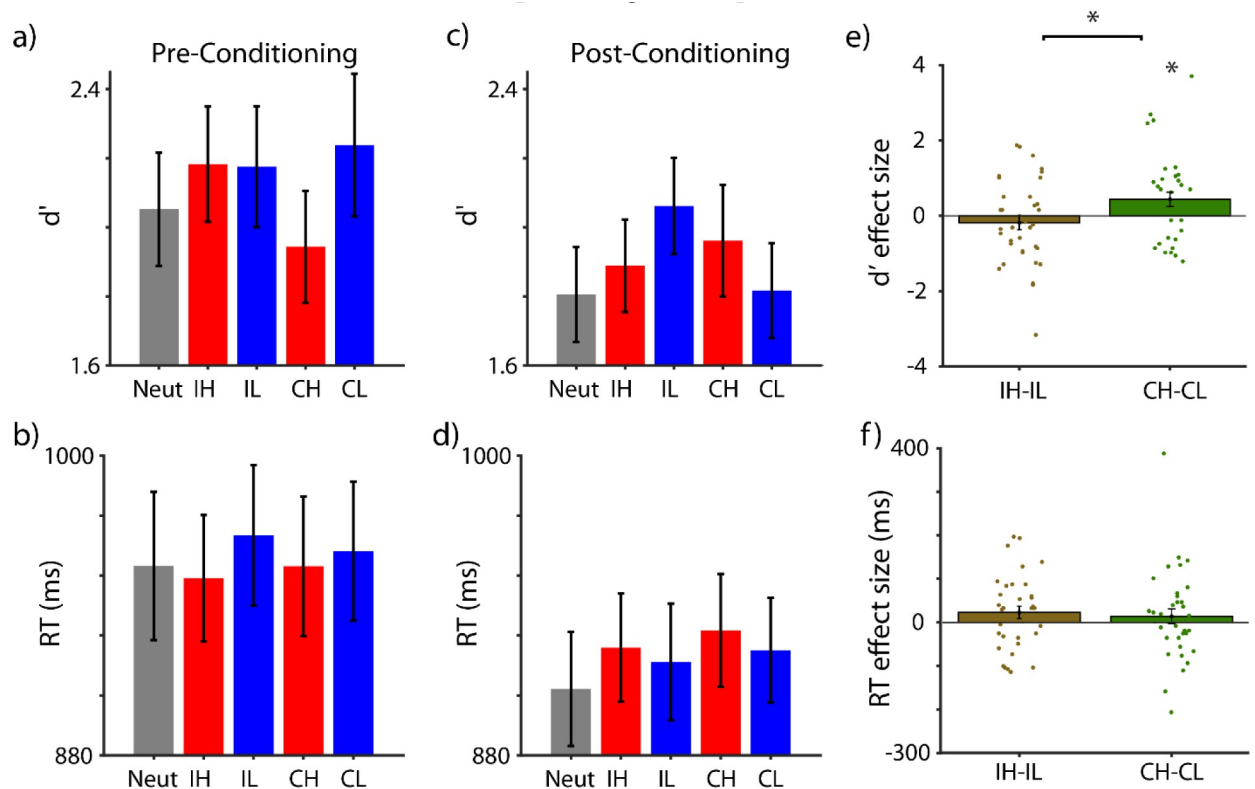 a)
Pre-Conditioning
2.4
d'
1.6
Neut IH IL CH CL
b)
1000
RT (ms)
880
Neut IH IL CH CL
c)
Post-Conditioning
2.4
d'
1.6
Neut IH IL CH CL
d)
1000
RT (ms)
880
Neut IH IL CH CL
e)
*
*
4
2
0
-2
-4
d' effect size
IH-IL CH-CL
f)
400
0
-300
RT effect size (ms)
IH-IL CH-CL